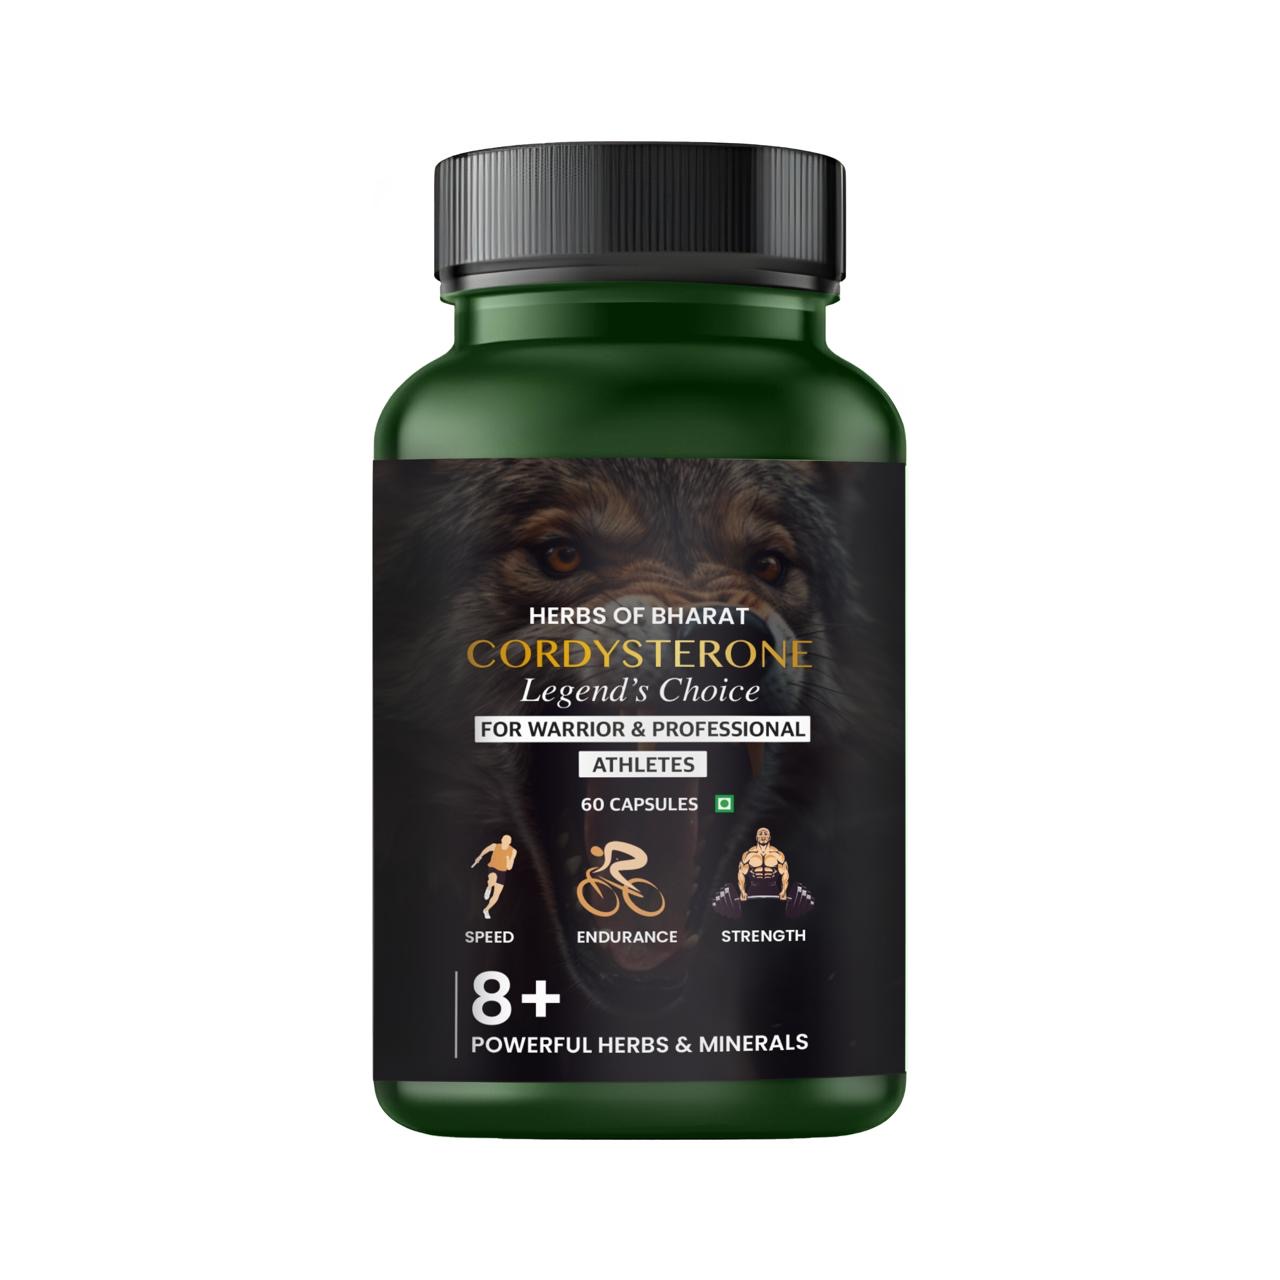 HERBS OF BHARAT
CORDYSTERONE
Legend's Choice
FOR WARRIOR & PROFESSIONAL
ATHLETES
60 CAPSULES
SPEED ENDURANCE STRENGTH
8+
POWERFUL HERBS & MINERALS